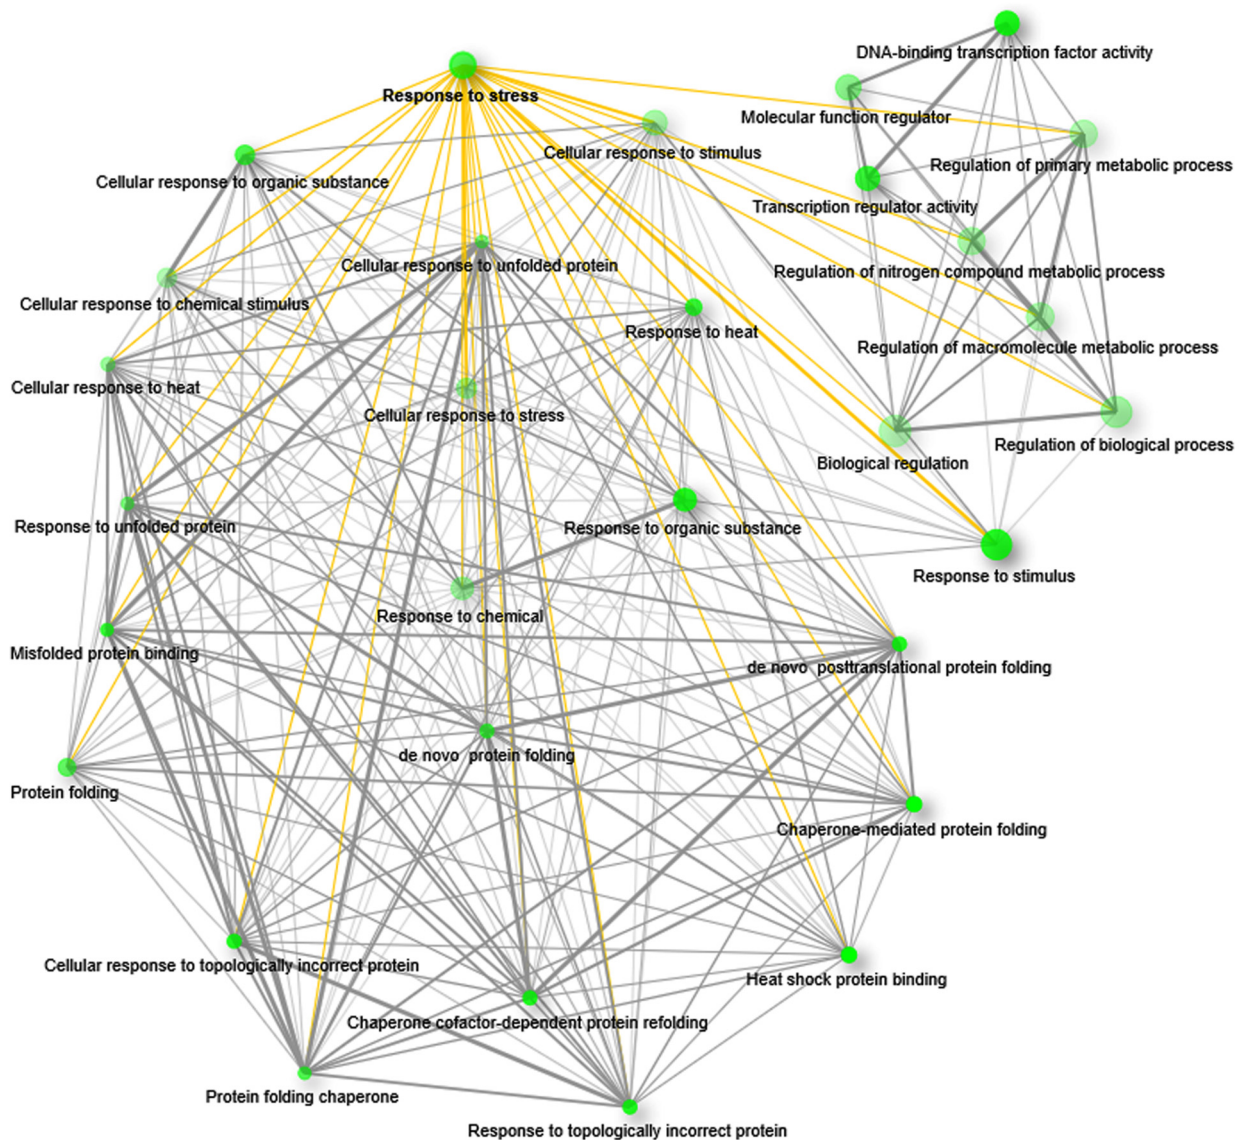 DNA-binding transcription factor activity
Response to stress
Molecular function regulator
Cellular response to stimulus
Regulation of primary metabolic process
Cellular response to organic substance
Transcription regulator activity
Cellular response to unfolded protein
Regulation of nitrogen compound metabolic process
Cellular response to chemical stimulus
Response to heat
Regulation of macromolecule metabolic process
Cellular response to heat
Cellular response to stress
Regulation of biological process
Biological regulation
Response to unfolded protein
Response to organic substance
Response to stimulus
Response to chemical
Misfolded protein binding
de novo posttranslational protein folding
de novo protein folding
Protein folding
Chaperone-mediated protein folding
Cellular response to topologically incorrect protein
Heat shock protein binding
Chaperone cofactor-dependent protein refolding
Protein folding chaperone
Response to topologically incorrect protein